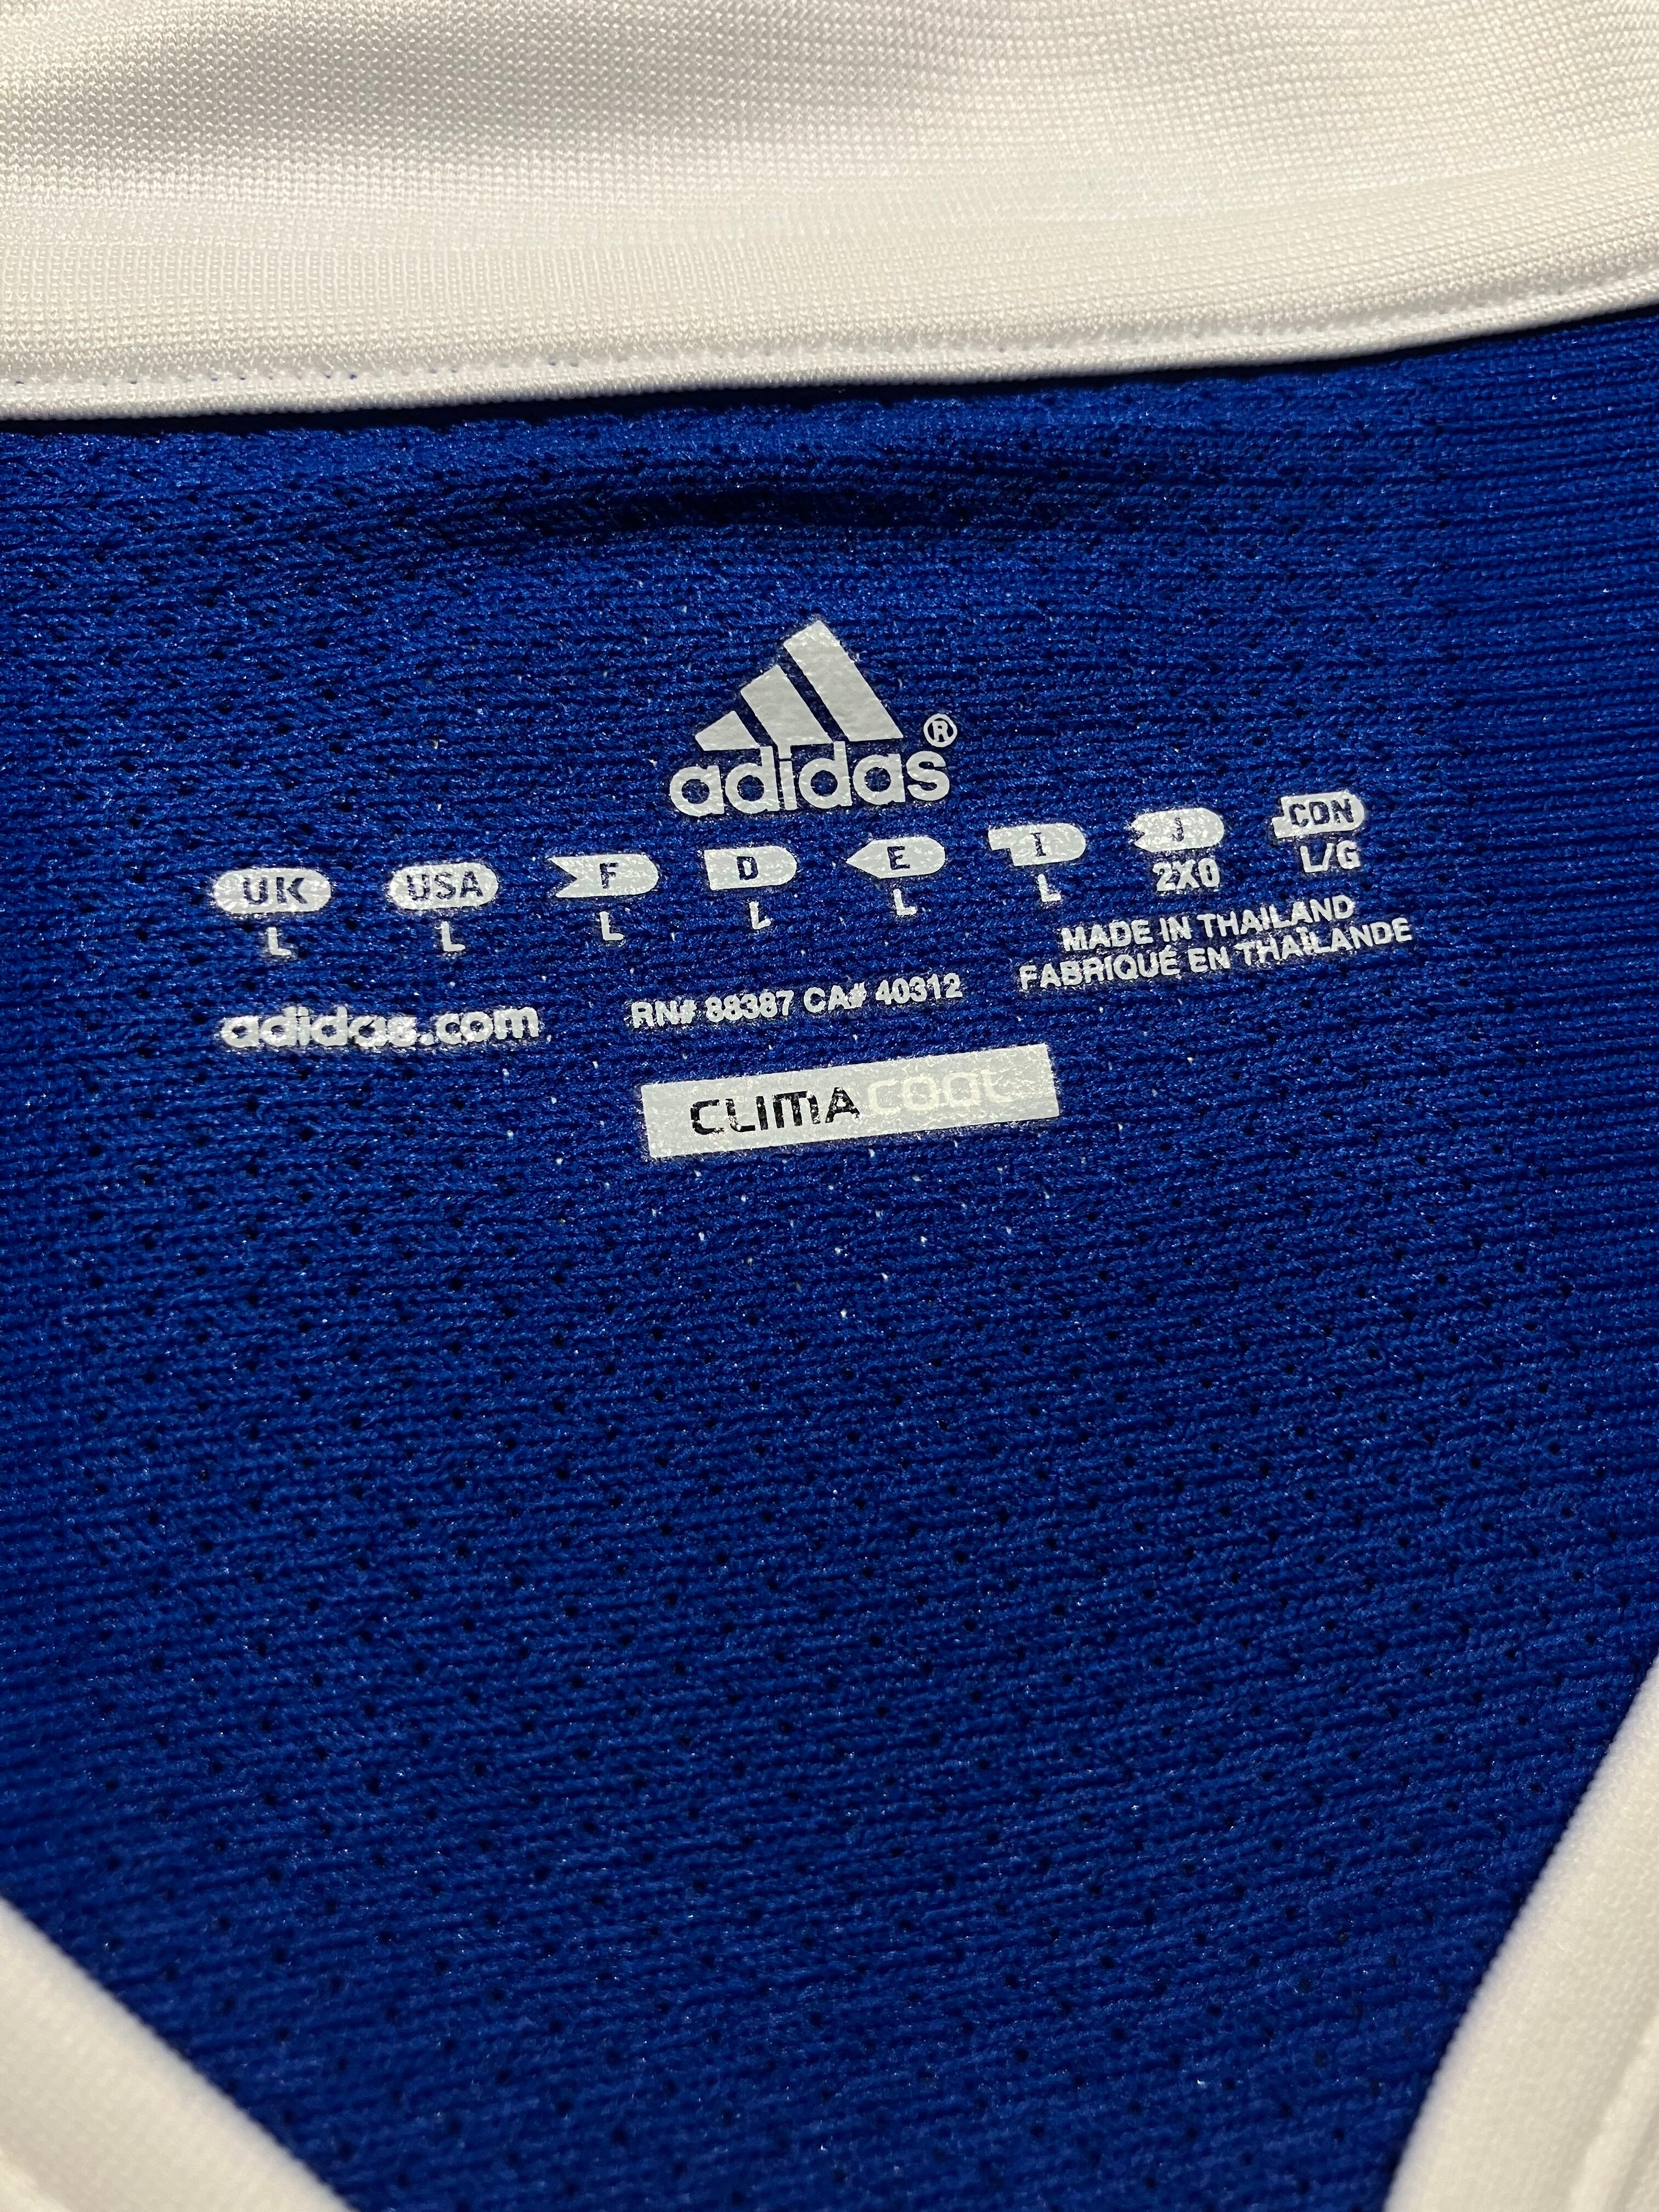 adidas®
UK USA F D E I J CDN
L L L L L L 2XO L/G
MADE IN THAILAND
FABRIQUÉ EN THAÏLANDE
adidas.com RN# 88387 CA# 40312
CLIMAcool